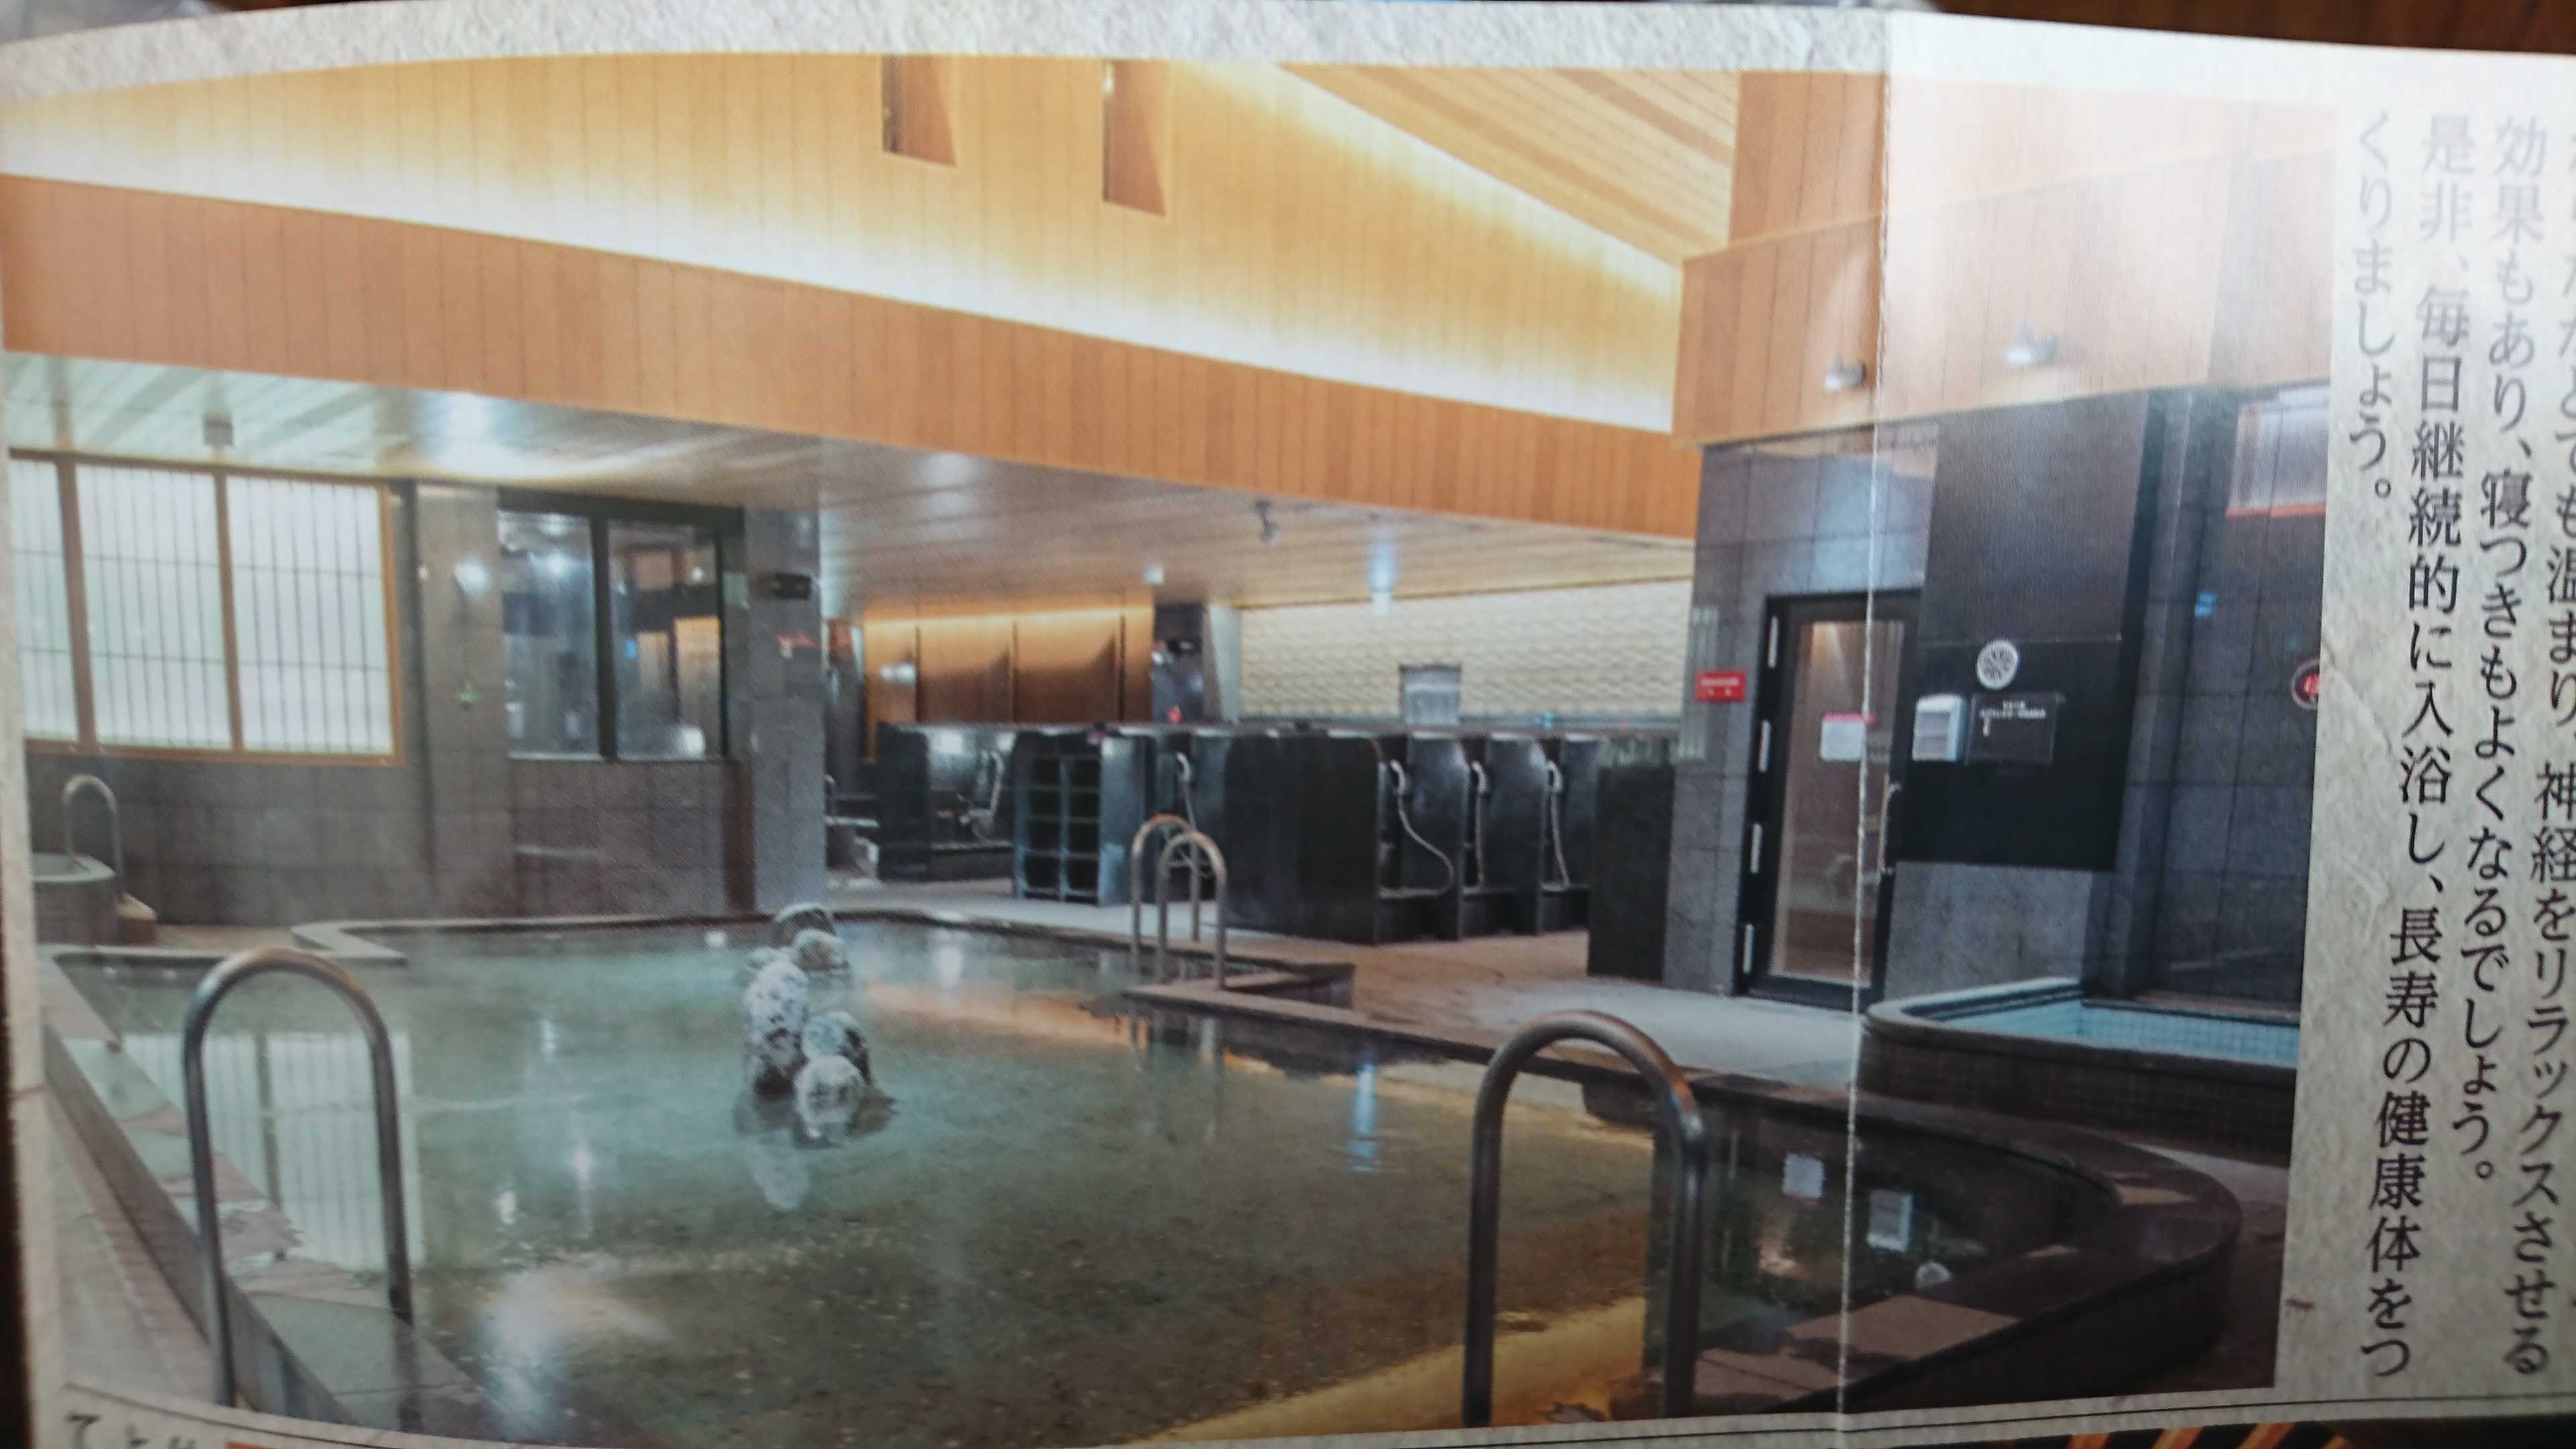 ても温まり、神経をリラックスさせる
効果もあり、寝つきもよくなるでしょう。
是非、毎日継続的に入浴し、長寿の健康体をつ
くりましょう。